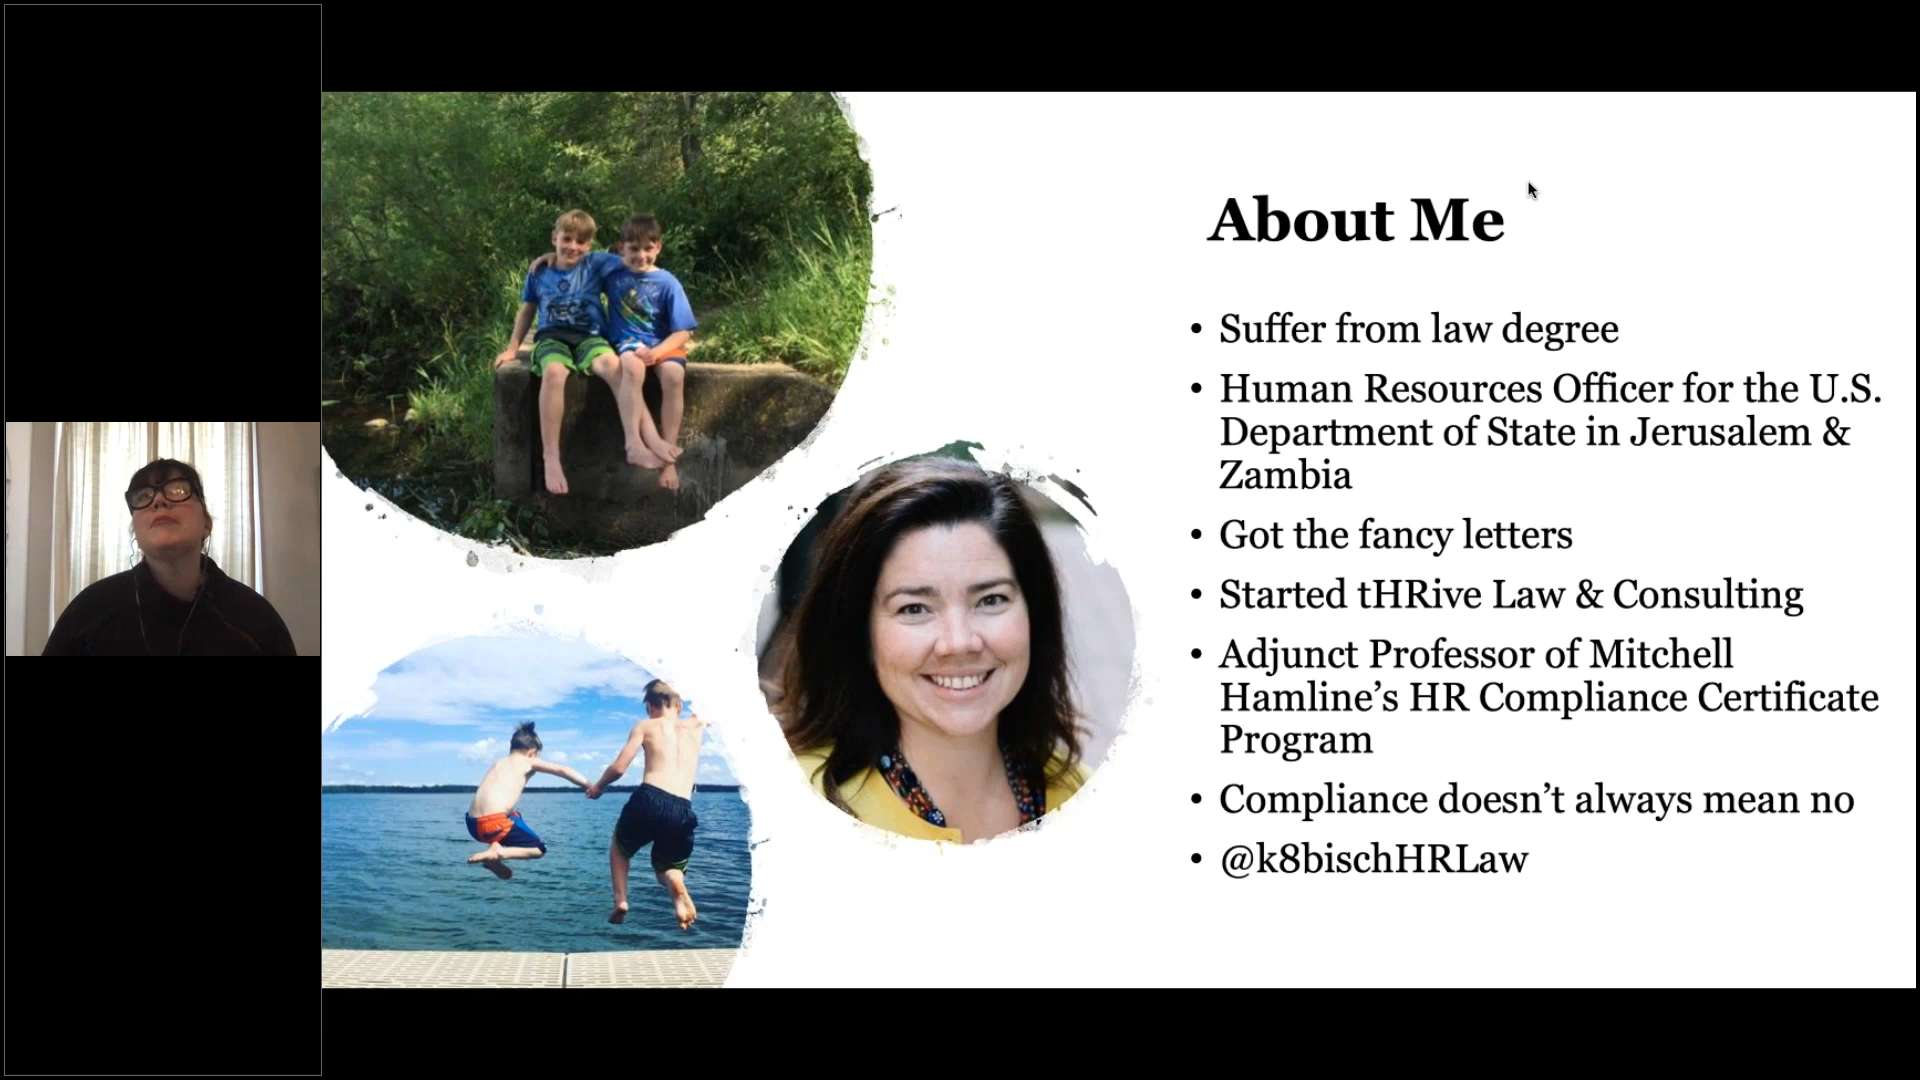 About Me
• Suffer from law degree
• Human Resources Officer for the U.S.
Department of State in Jerusalem &
Zambia
• Got the fancy letters
• Started tHRive Law & Consulting
• Adjunct Professor of Mitchell
Hamline’s HR Compliance Certificate
Program
• Compliance doesn’t always mean no
• @k8bischHRLaw